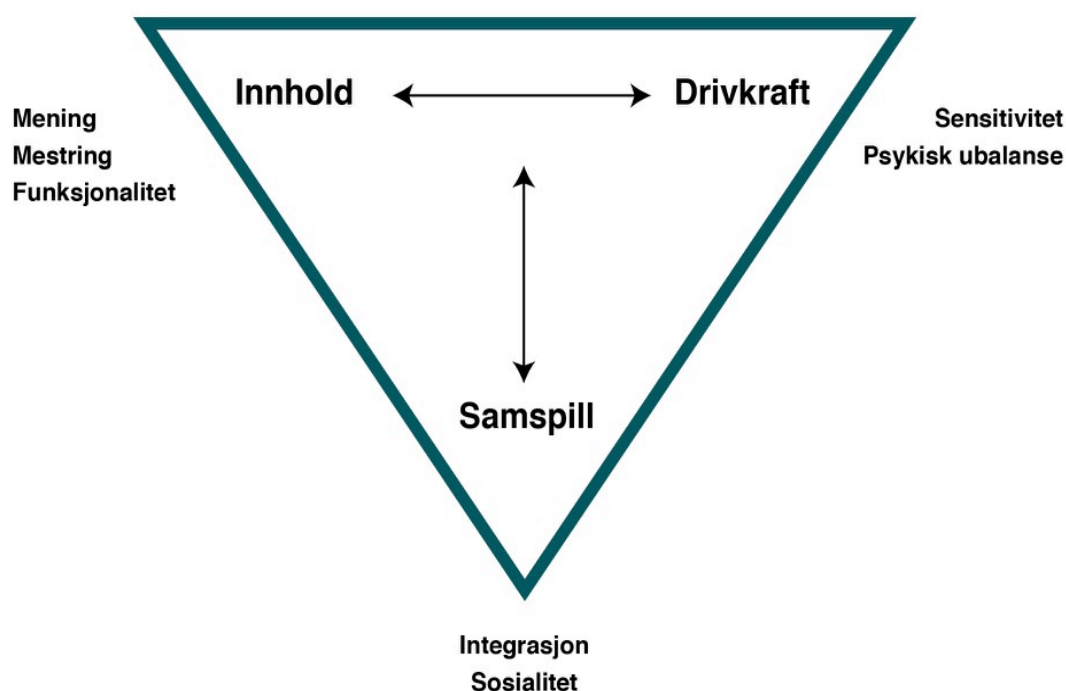 Innhold
Drivkraft
Mening
Mestring
Funksjonalitet
Sensitivitet
Psykisk ubalanse
Samspill
Integrasjon
Sosialitet